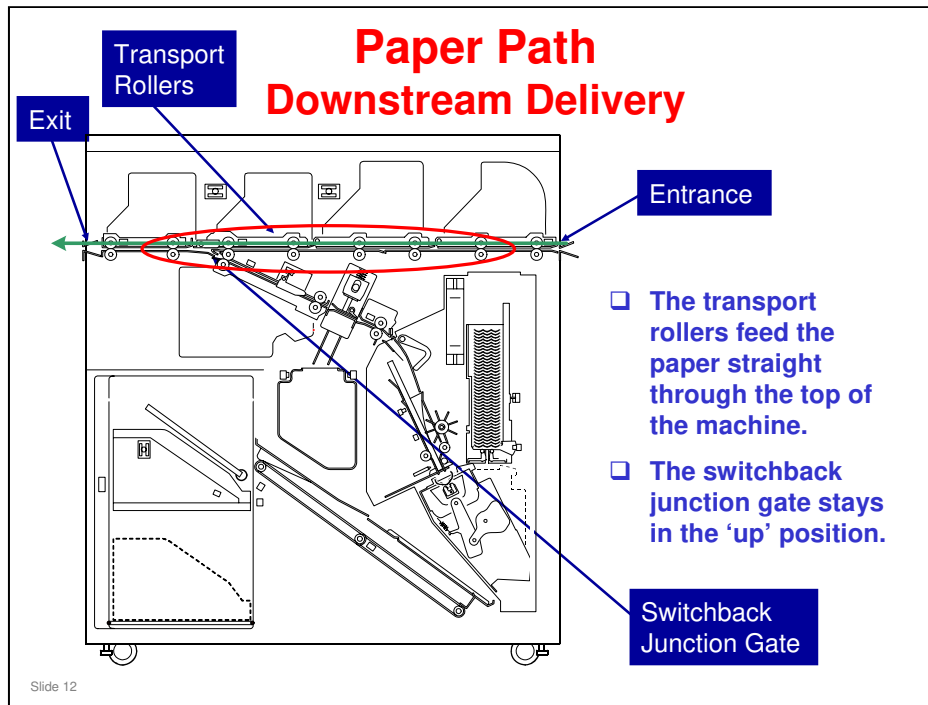 Paper Path
Downstream Delivery
Transport
Rollers
Exit
Entrance
❑ The transport
rollers feed the
paper straight
through the top of
the machine.
❑ The switchback
junction gate stays
in the ‘up’ position.
Switchback
Junction Gate
Slide 12